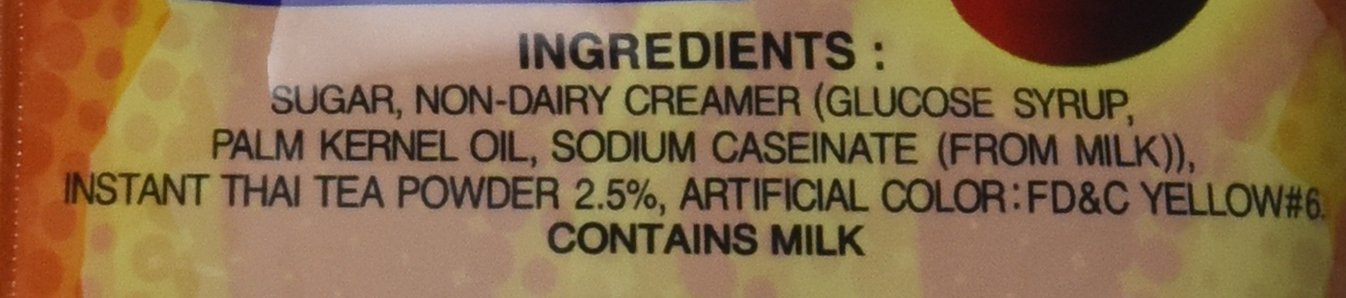 INGREDIENTS :
SUGAR, NON-DAIRY CREAMER (GLUCOSE SYRUP,
PALM KERNEL OIL, SODIUM CASEINATE (FROM MILK)),
INSTANT THAI TEA POWDER 2.5%, ARTIFICIAL COLOR:FD&C YELLOW#6.
CONTAINS MILK